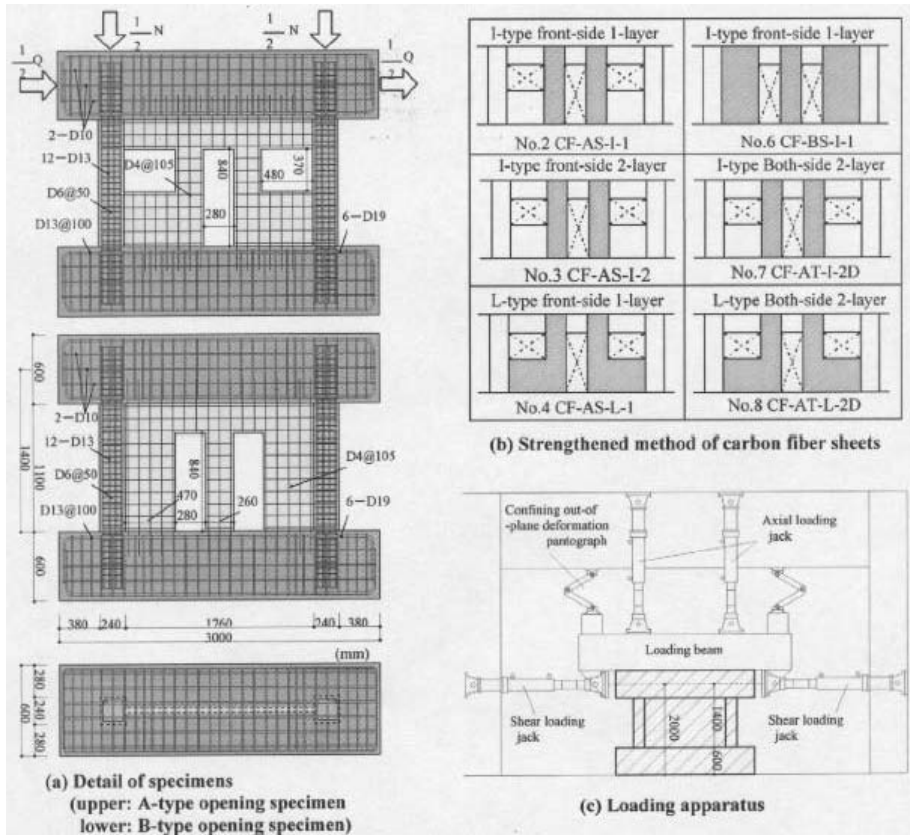 1/2 N
1/2 N
1/2 Q
1/2 Q
2-D10
12-D13
D4@105
840
480
370
D6@50
280
D13@100
6-D19
600
2-D10
12-D13
1400
1100
D6@50
840
D4@105
470
260
D13@100
280
6-D19
600
380 240 1760 240 380
3000
(mm)
280
600
240
280
(a) Detail of specimens
(upper: A-type opening specimen
lower: B-type opening specimen)
I-type front-side 1-layer
I-type front-side 1-layer
No.2 CF-AS-I-1
No.6 CF-BS-I-1
I-type front-side 2-layer
I-type Both-side 2-layer
No.3 CF-AS-I-2
No.7 CF-AT-I-2D
L-type front-side 1-layer
L-type Both-side 2-layer
No.4 CF-AS-L-1
No.8 CF-AT-L-2D
(b) Strengthened method of carbon fiber sheets
Confining out-of
-plane deformation
pantograph
Axial loading
jack
Loading beam
Shear loading
jack
2000
1400
600
Shear loading
jack
(c) Loading apparatus